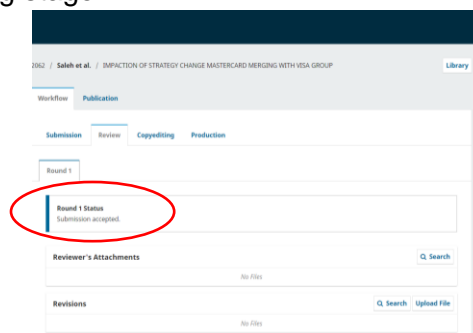 2062 / Saleh et al. / IMPACTION OF STRATEGY CHANGE MASTERCARD MERGING WITH VISA GROUP Library
Workflow Publication
Submission Review Copyediting Production
Round 1
Round 1 Status
Submission accepted.
Reviewer's Attachments Search
No Files
Revisions Search Upload File
No Files